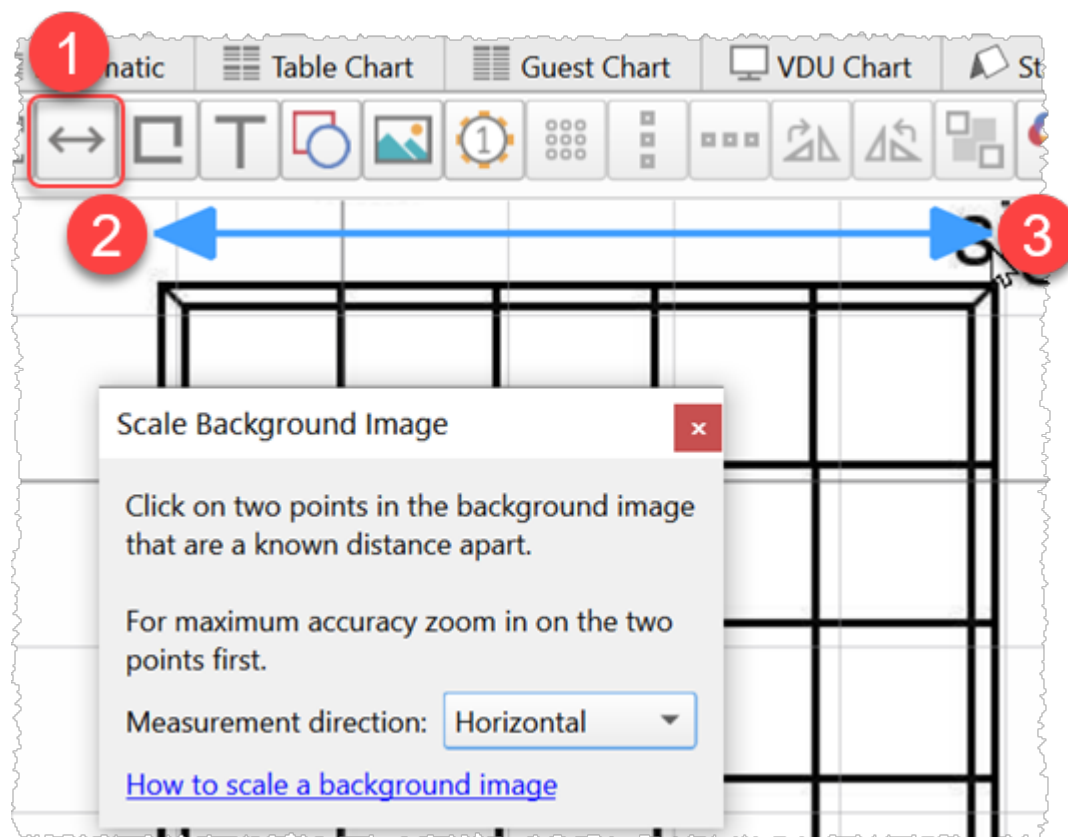 1
matic
Table Chart
Guest Chart
VDU Chart
St
1
2
3
Scale Background Image
x
Click on two points in the background image
that are a known distance apart.
For maximum accuracy zoom in on the two
points first.
Measurement direction: Horizontal
How to scale a background image